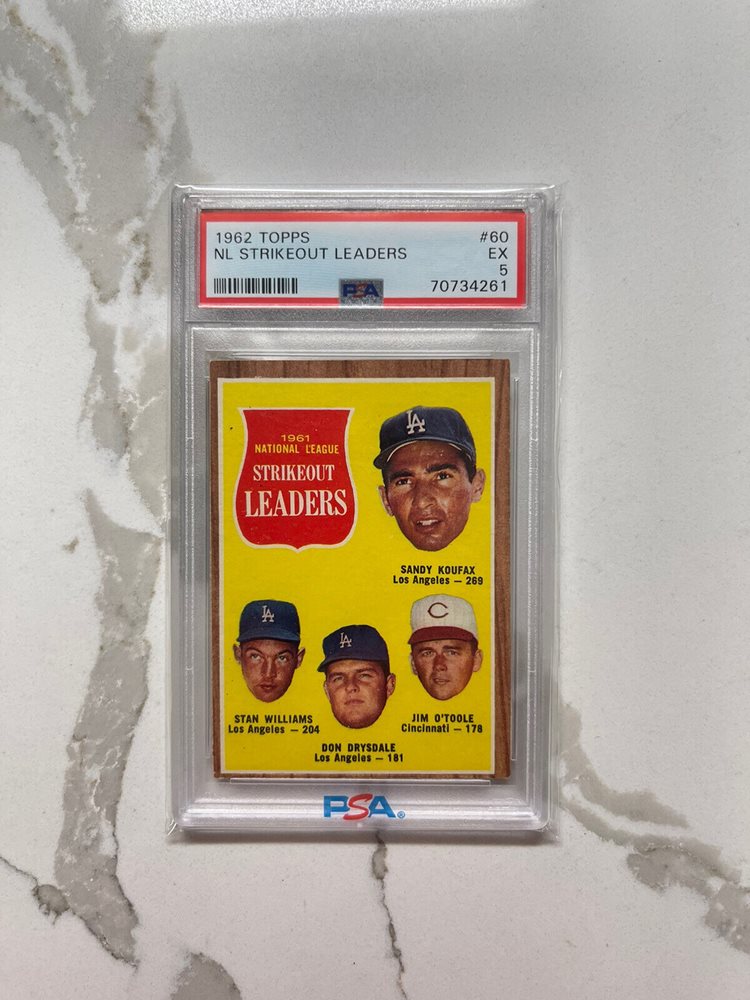 1962 TOPPS #60
NL STRIKEOUT LEADERS EX
5
PSA 70734261
1961
NATIONAL LEAGUE
STRIKEOUT
LEADERS
LA
SANDY KOUFAX
Los Angeles — 269
LA
LA
C
STAN WILLIAMS
Los Angeles — 204
JIM O'TOOLE
Cincinnati — 178
DON DRYSDALE
Los Angeles — 181
PSA®